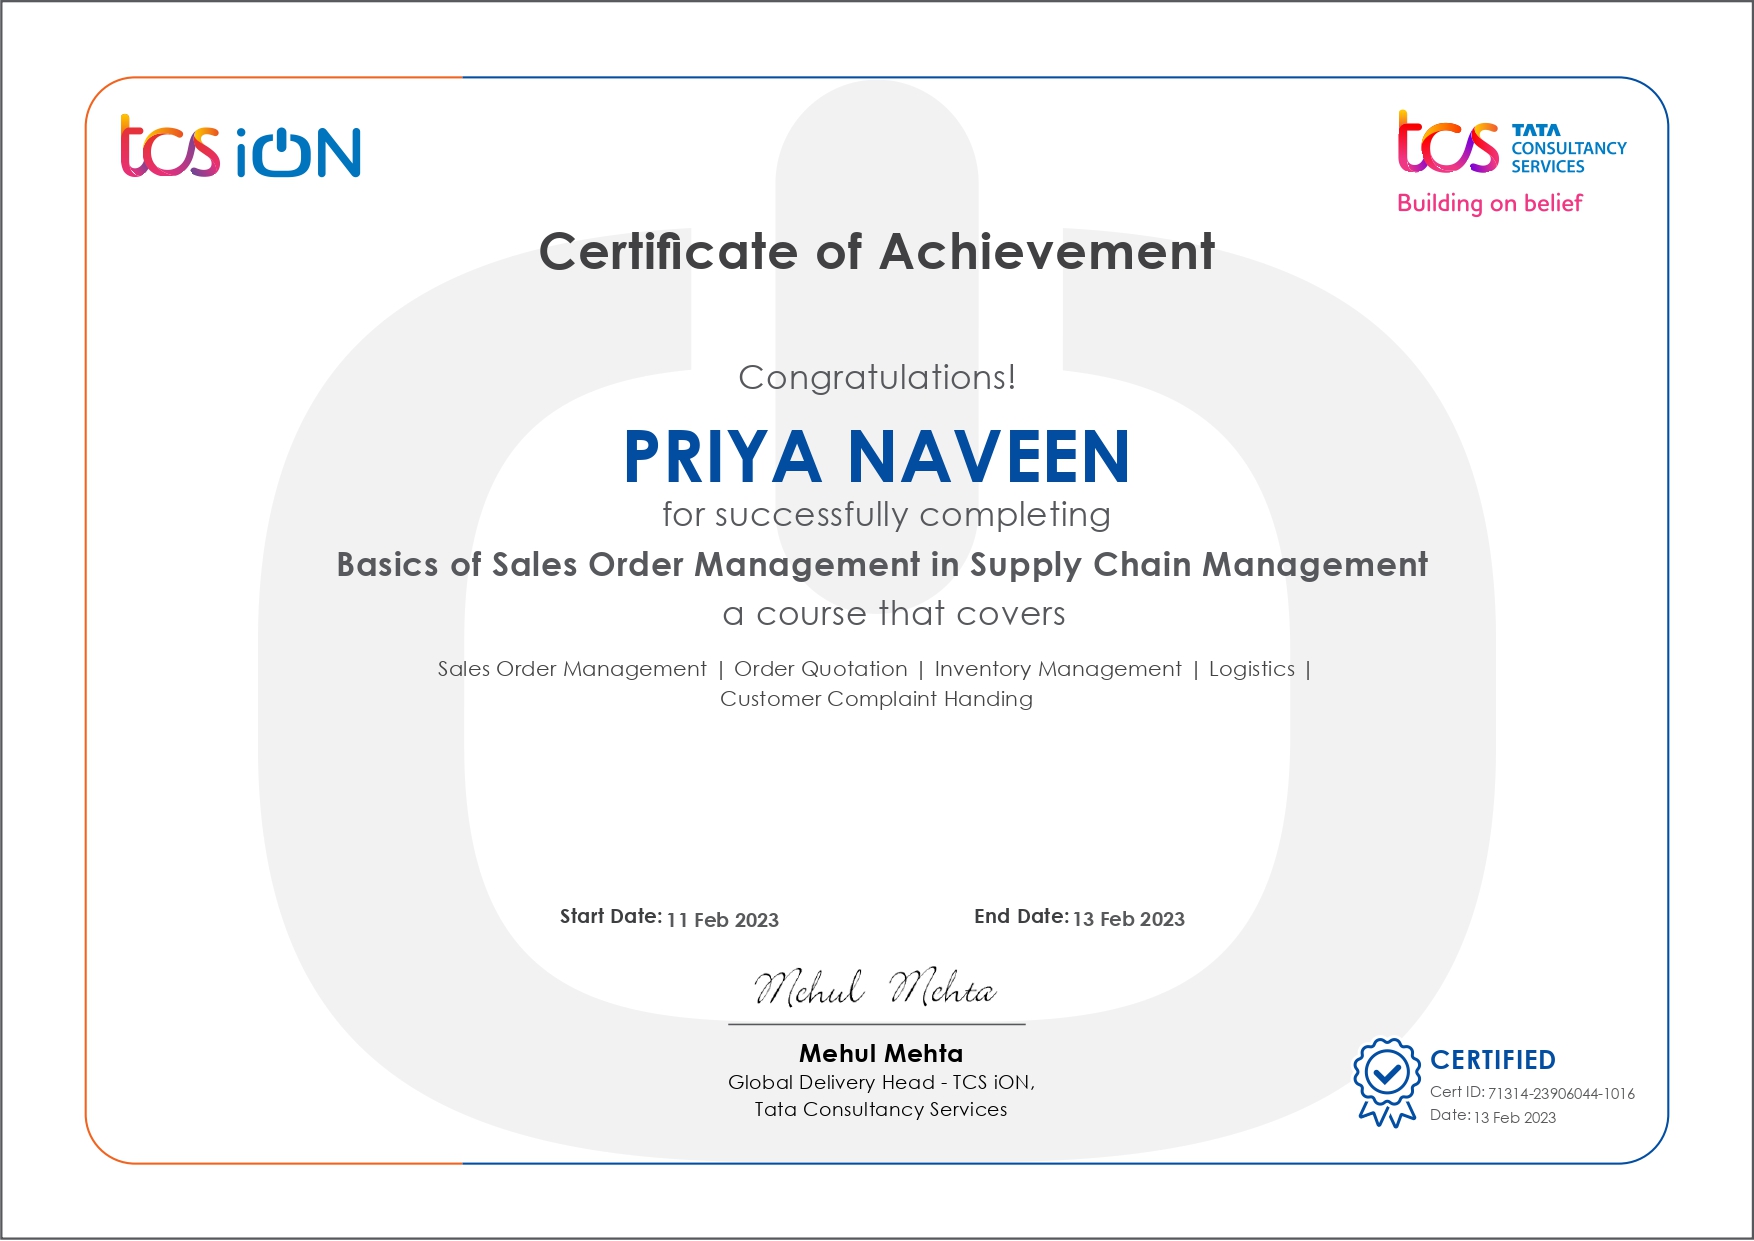 tcs iON
tcs TATA
CONSULTANCY
SERVICES
Building on belief
Certificate of Achievement
Congratulations!
PRIYA NAVEEN
for successfully completing
Basics of Sales Order Management in Supply Chain Management
a course that covers
Sales Order Management | Order Quotation | Inventory Management | Logistics |
Customer Complaint Handing
Start Date: 11 Feb 2023 End Date: 13 Feb 2023
Mehul Mehta
Mehul Mehta
Global Delivery Head - TCS iON,
Tata Consultancy Services
CERTIFIED
Cert ID: 71314-23906044-1016
Date: 13 Feb 2023